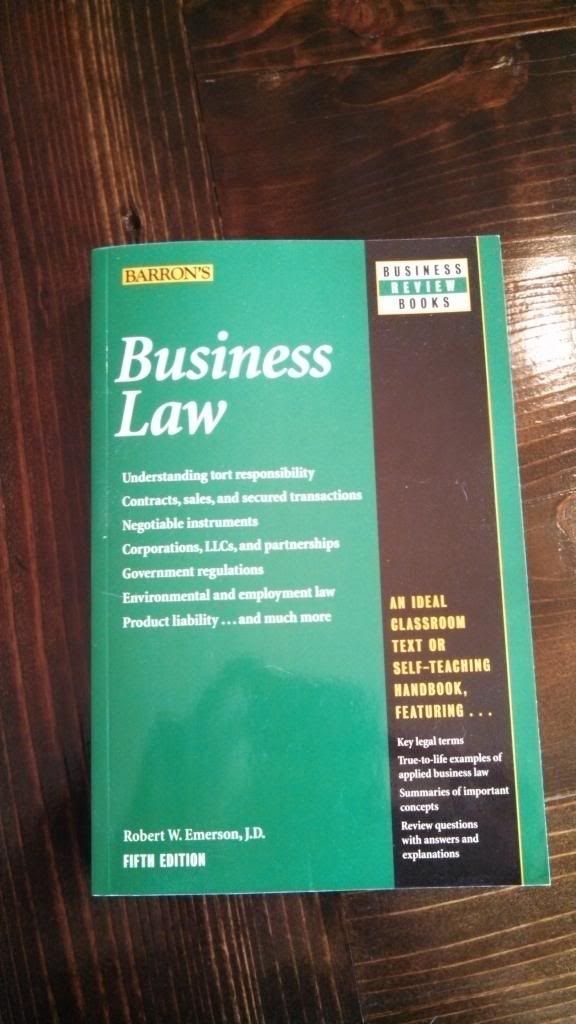 BARRON'S
BUSINESS
REVIEW
BOOKS
Business
Law
Understanding tort responsibility
Contracts, sales, and secured transactions
Negotiable instruments
Corporations, LLCs, and partnerships
Government regulations
Environmental and employment law
Product liability . . . and much more
AN IDEAL
CLASSROOM
TEXT OR
SELF-TEACHING
HANDBOOK,
FEATURING . . .
Key legal terms
True-to-life examples of
applied business law
Summaries of important
concepts
Review questions
with answers and
explanations
Robert W. Emerson, J.D.
FIFTH EDITION